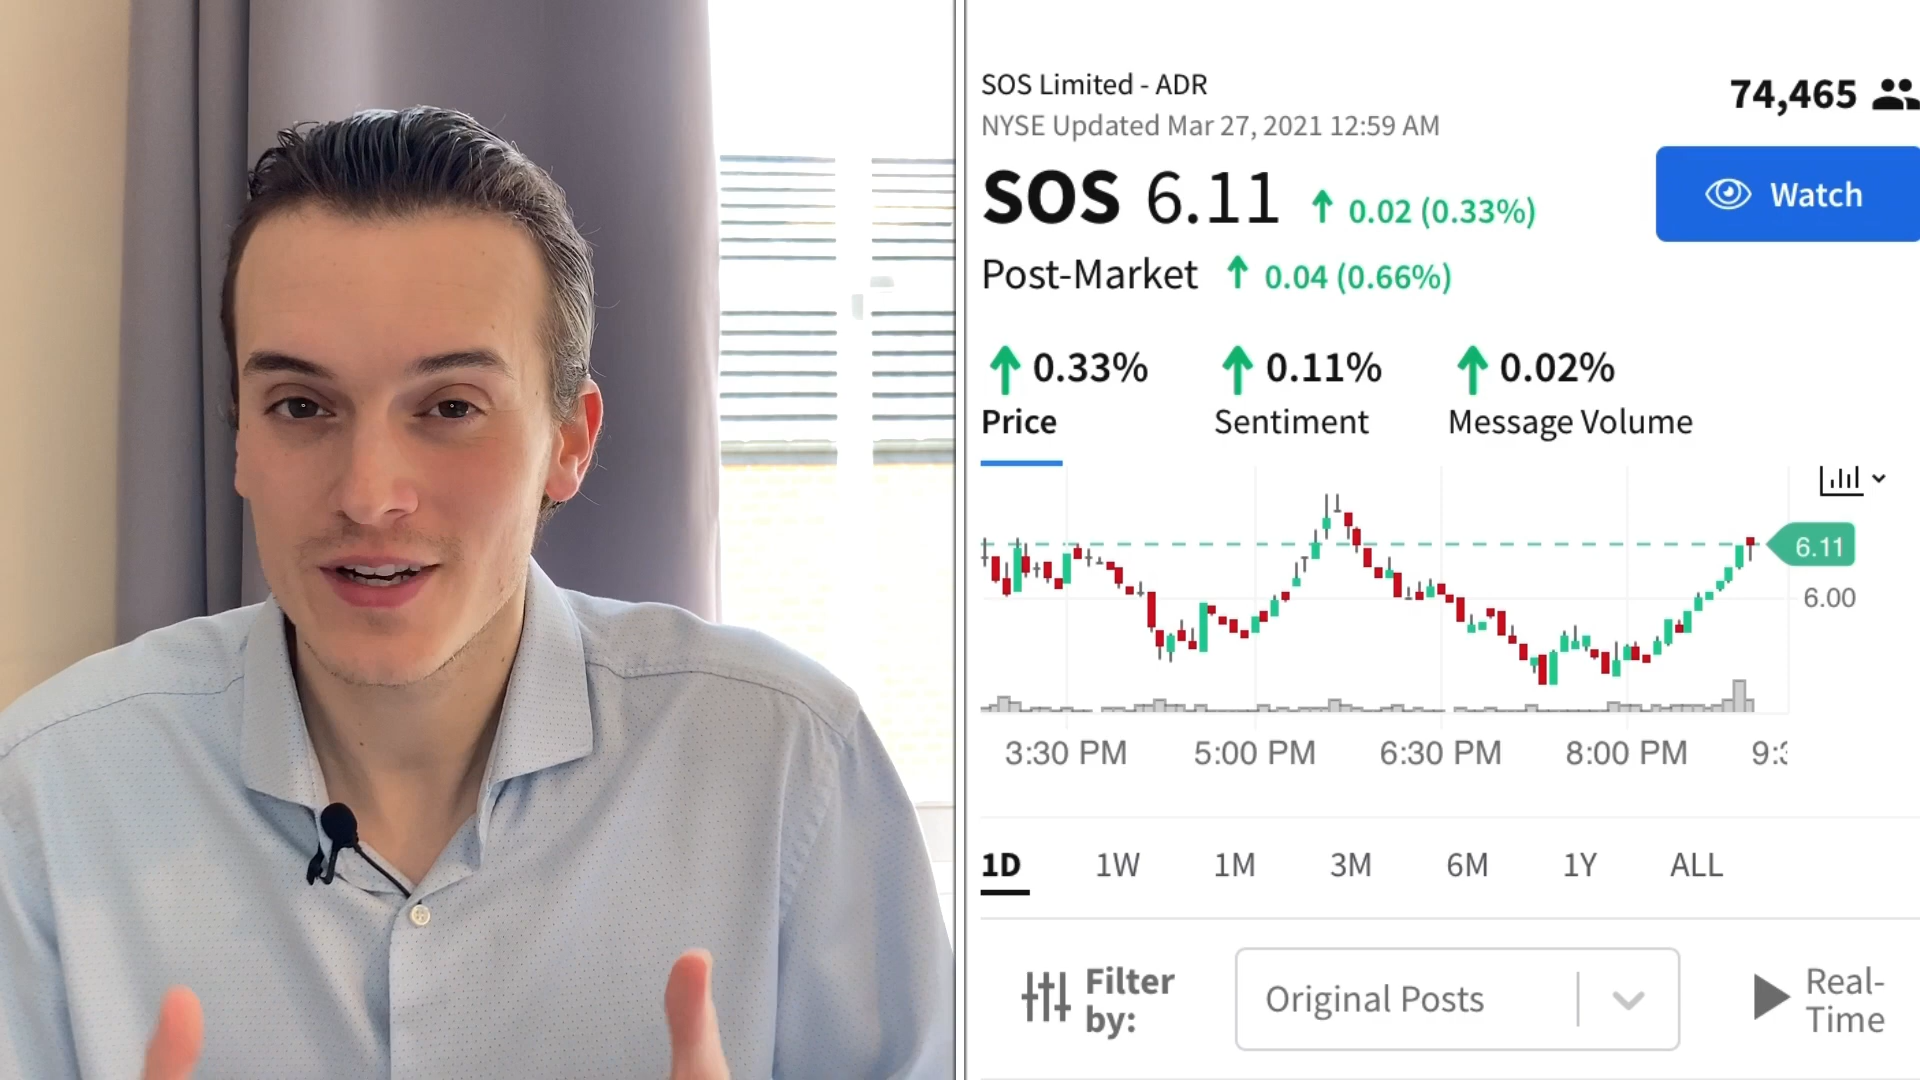 SOS Limited - ADR
74,465
NYSE Updated Mar 27, 2021 12:59 AM
SOS 6.11 0.02 (0.33%)
Watch
Post-Market 0.04 (0.66%)
0.33% 0.11% 0.02%
Price Sentiment Message Volume
6.11
6.00
3:30 PM 5:00 PM 6:30 PM 8:00 PM 9:3
1D 1W 1M 3M 6M 1Y ALL
Filter by:
Original Posts
Real-
Time